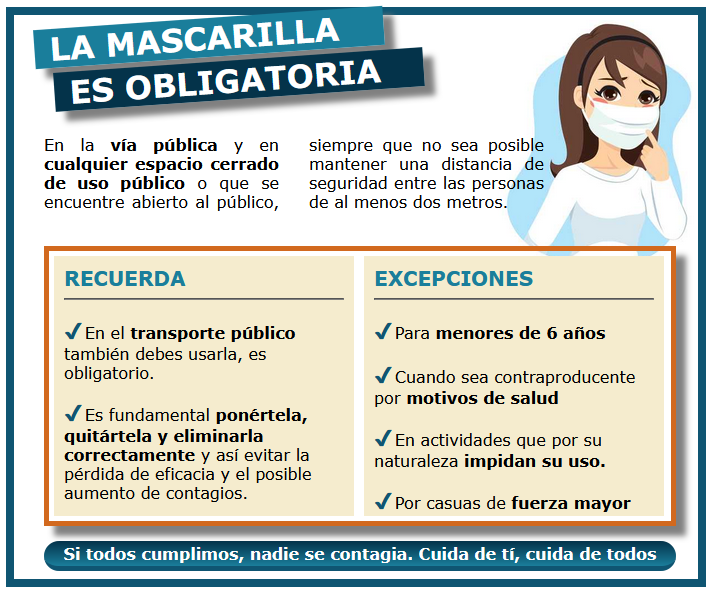 LA MASCARILLA
ES OBLIGATORIA
En la vía pública y en
cualquier espacio cerrado
de uso público o que se
encuentre abierto al público,
siempre que no sea posible
mantener una distancia de
seguridad entre las personas
de al menos dos metros.
RECUERDA
✔En el transporte público
también debes usarla, es
obligatorio.
✔Es fundamental ponértela,
quitártela y eliminarla
correctamente y así evitar la
pérdida de eficacia y el posible
aumento de contagios.
EXCEPCIONES
✔Para menores de 6 años
✔Cuando sea contraproducente
por motivos de salud
✔En actividades que por su
naturaleza impidan su uso.
✔Por casuas de fuerza mayor
Si todos cumplimos, nadie se contagia. Cuida de tí, cuida de todos